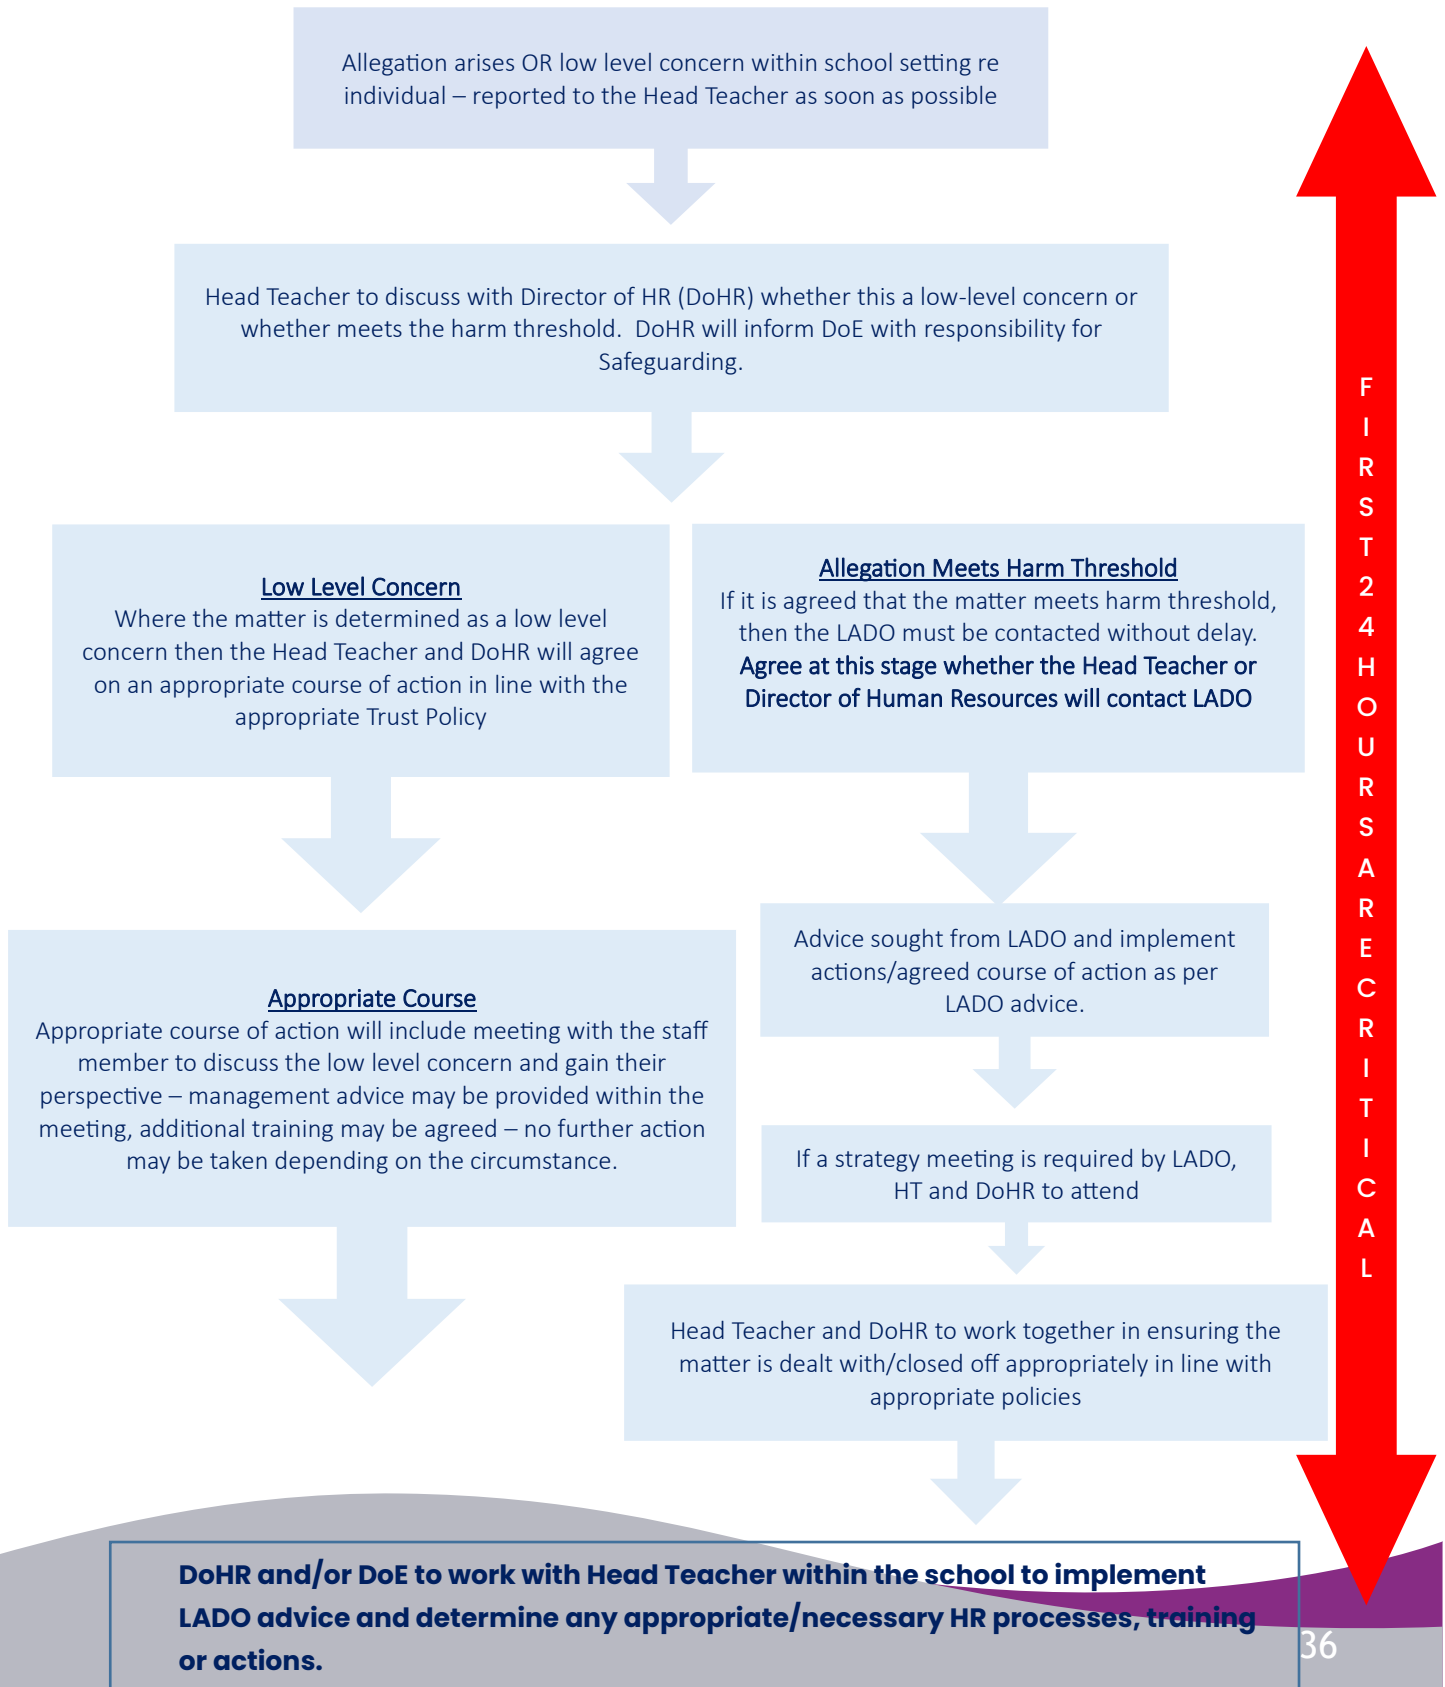 Allegation arises OR low level concern within school setting re
individual – reported to the Head Teacher as soon as possible
Head Teacher to discuss with Director of HR (DoHR) whether this a low-level concern or
whether meets the harm threshold.  DoHR will inform DoE with responsibility for
Safeguarding.
Low Level Concern
Where the matter is determined as a low level
concern then the Head Teacher and DoHR will agree
on an appropriate course of action in line with the
appropriate Trust Policy
Allegation Meets Harm Threshold
If it is agreed that the matter meets harm threshold,
then the LADO must be contacted without delay.
Agree at this stage whether the Head Teacher or
Director of Human Resources will contact LADO
Appropriate Course
Appropriate course of action will include meeting with the staff
member to discuss the low level concern and gain their
perspective – management advice may be provided within the
meeting, additional training may be agreed – no further action
may be taken depending on the circumstance.
Advice sought from LADO and implement
actions/agreed course of action as per
LADO advice.
If a strategy meeting is required by LADO,
HT and DoHR to attend
Head Teacher and DoHR to work together in ensuring the
matter is dealt with/closed off appropriately in line with
appropriate policies
DoHR and/or DoE to work with Head Teacher within the school to implement
LADO advice and determine any appropriate/necessary HR processes, training
or actions.
F
I
R
S
T
2
4
H
O
U
R
S
A
R
E
C
R
I
T
I
C
A
L
36